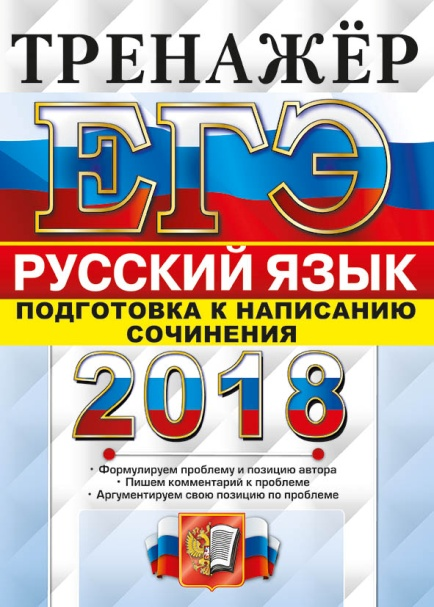 ТРЕНАЖЁР
ЕГЭ
РУССКИЙ ЯЗЫК
ПОДГОТОВКА К НАПИСАНИЮ
СОЧИНЕНИЯ
2018
• Формулируем проблему и позицию автора
• Пишем комментарий к проблеме
• Аргументируем свою позицию по проблеме